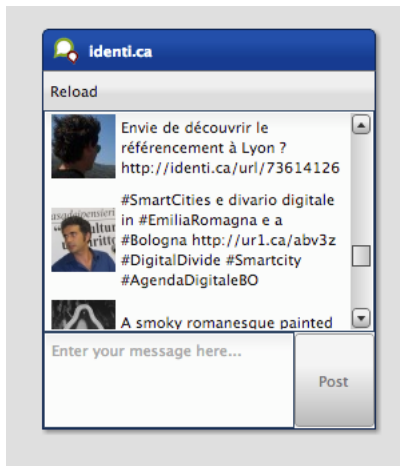 identi.ca
Reload
Envie de découvrir le
référencement à Lyon ?
http://identi.ca/url/73614126
#SmartCities e divario digitale
in #EmiliaRomagna e a
#Bologna http://ur1.ca/abv3z
#DigitalDivide #Smartcity
#AgendaDigitaleBO
A smoky romanesque painted
Enter your message here...
Post